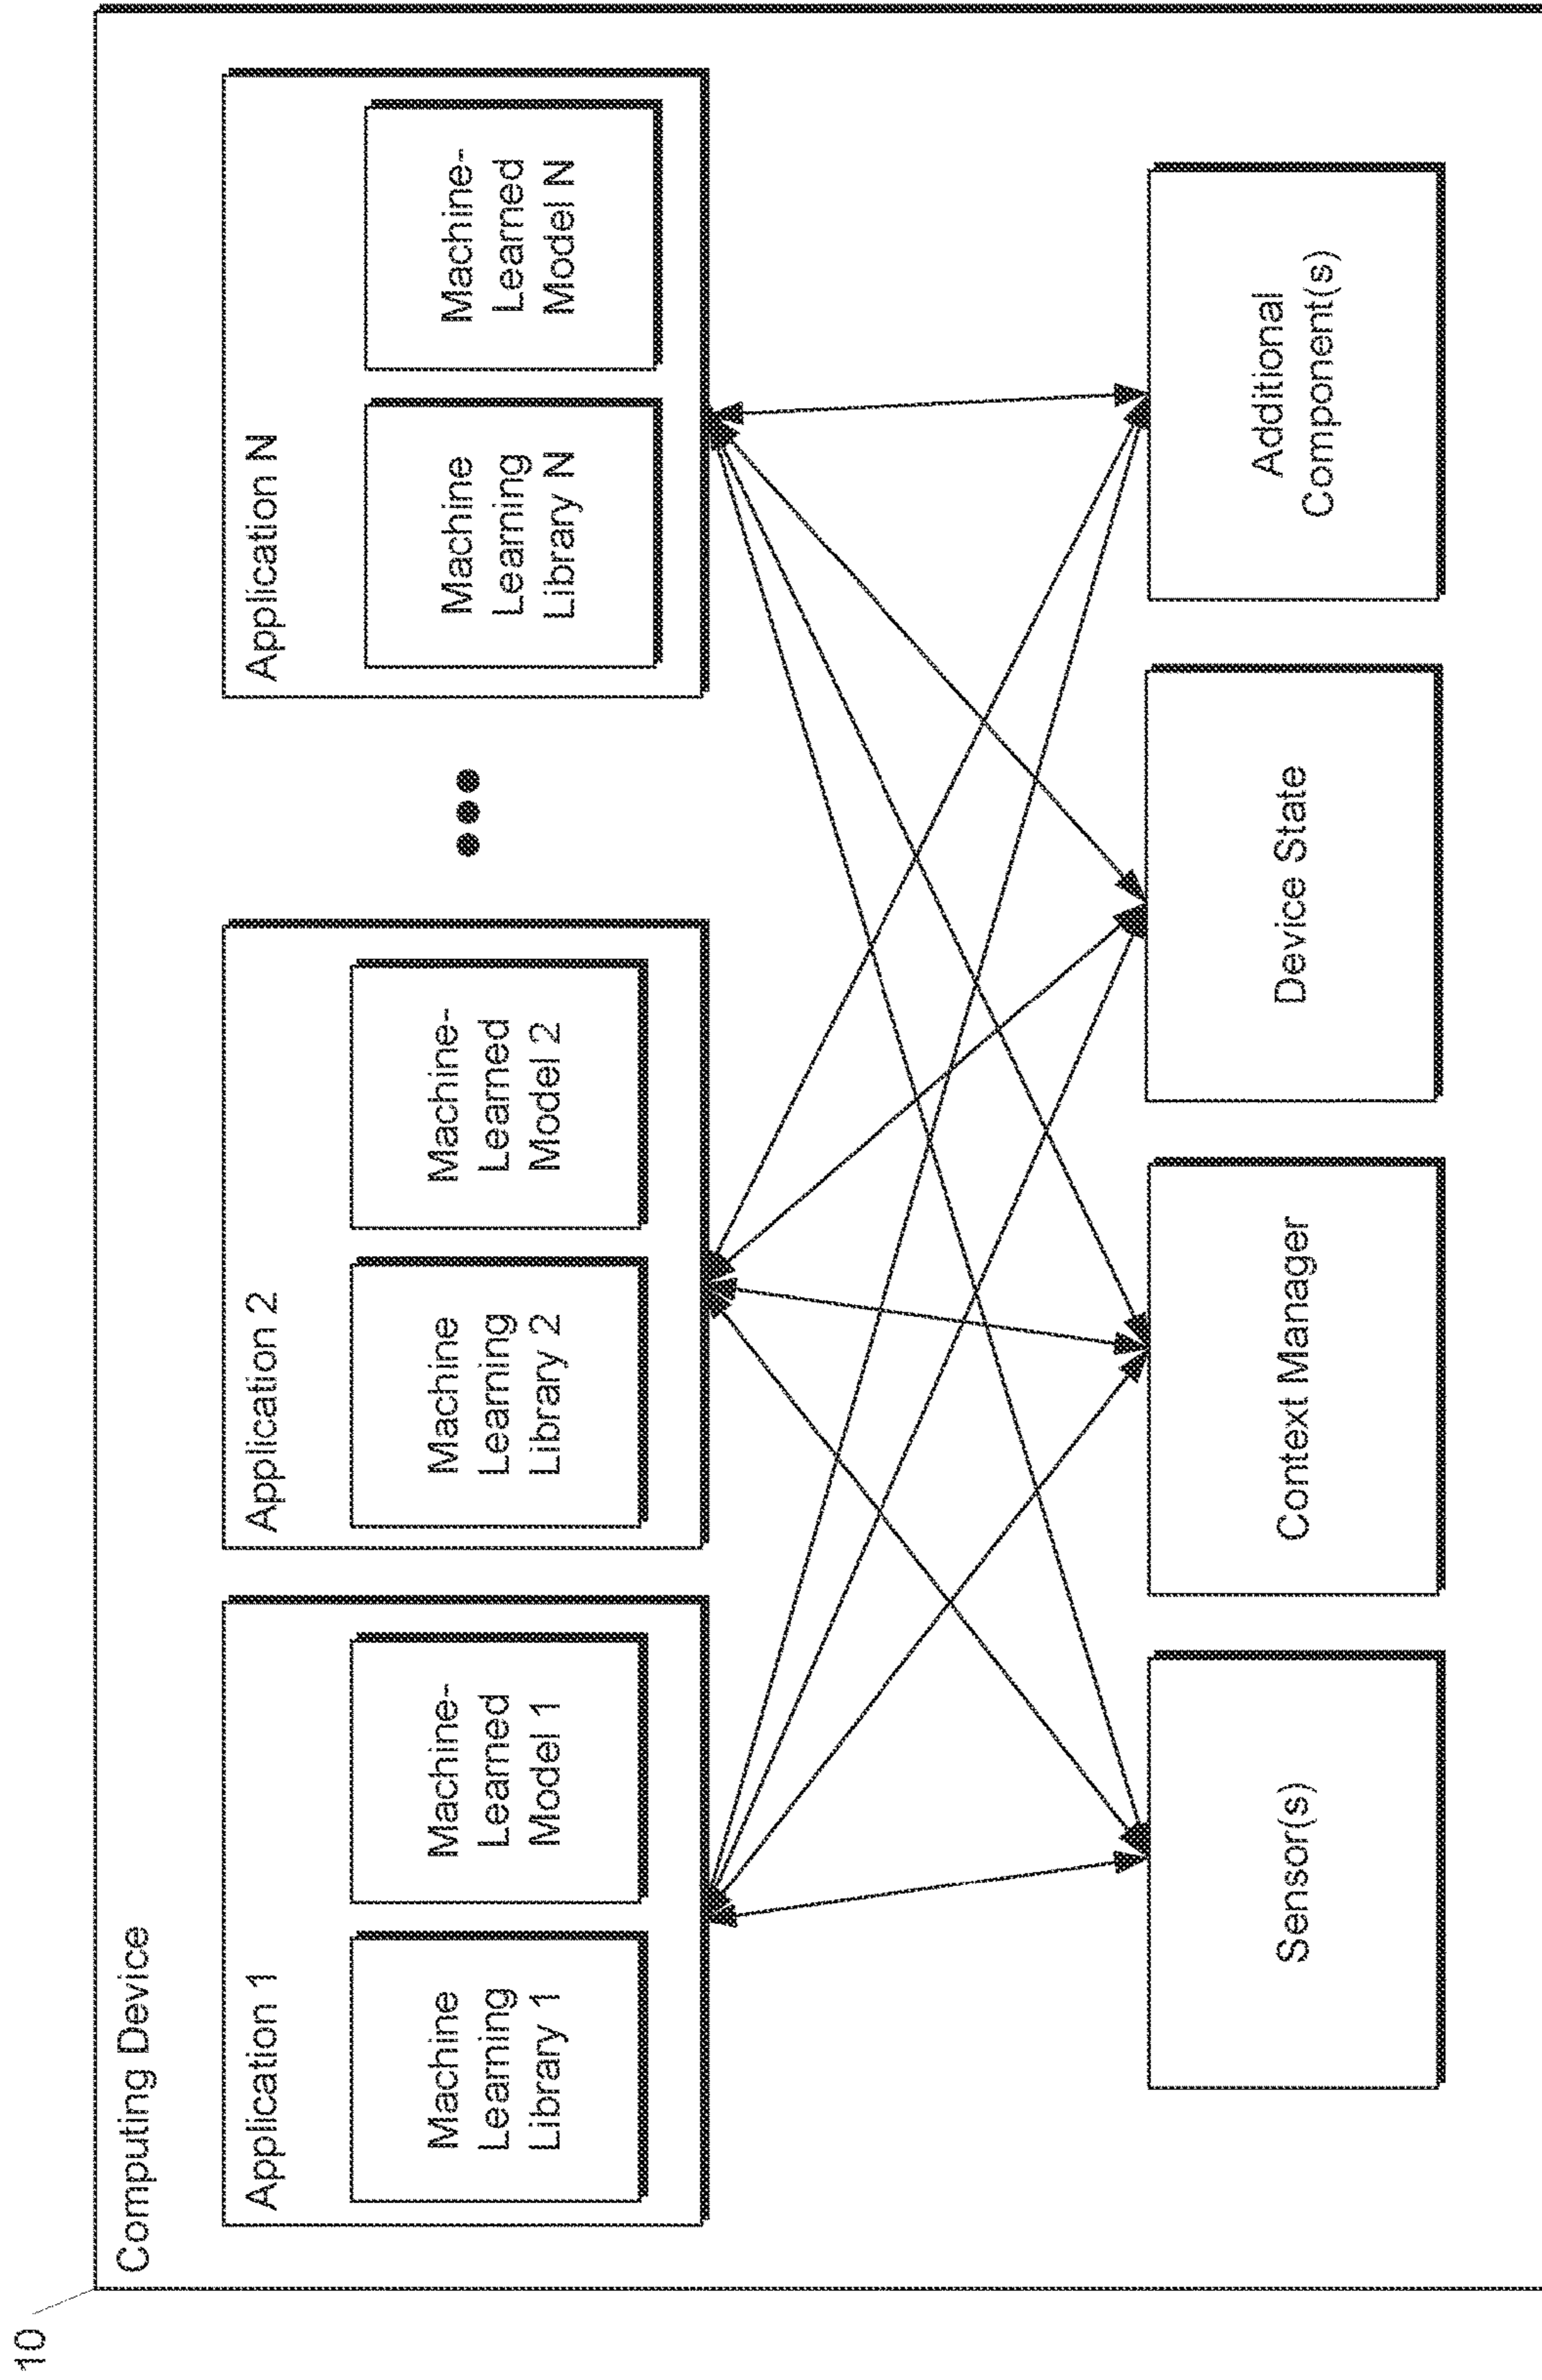 10
Computing Device
Application 1
Machine
Learning
Library 1
Machine-
Learned
Model 1
Application 2
Machine
Learning
Library 2
Machine-
Learned
Model 2
Application N
Machine
Learning
Library N
Machine-
Learned
Model N
Sensor(s)
Context Manager
Device State
Additional
Component(s)